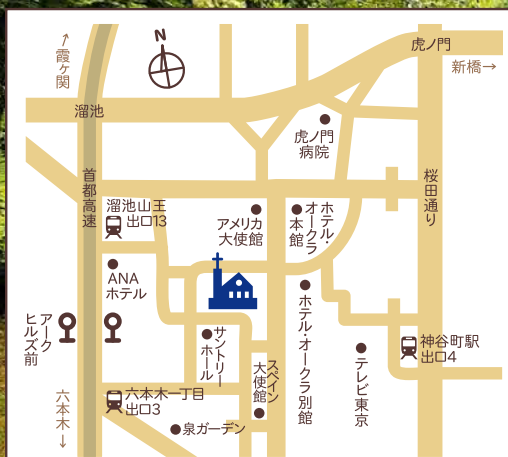 N
↑霞ヶ関
虎ノ門
新橋→
溜池
虎ノ門
病院
首都高速
桜田通り
溜池山王
出口13
アメリカ
大使館
ホテル・
オークラ
本館
ANA
ホテル
アーク
ヒルズ前
サントリー
ホール
スペイン
大使館
ホテル・オークラ別館
テレビ東京
神谷町駅
出口4
六本木一丁目
出口3
六本木↓
泉ガーデン